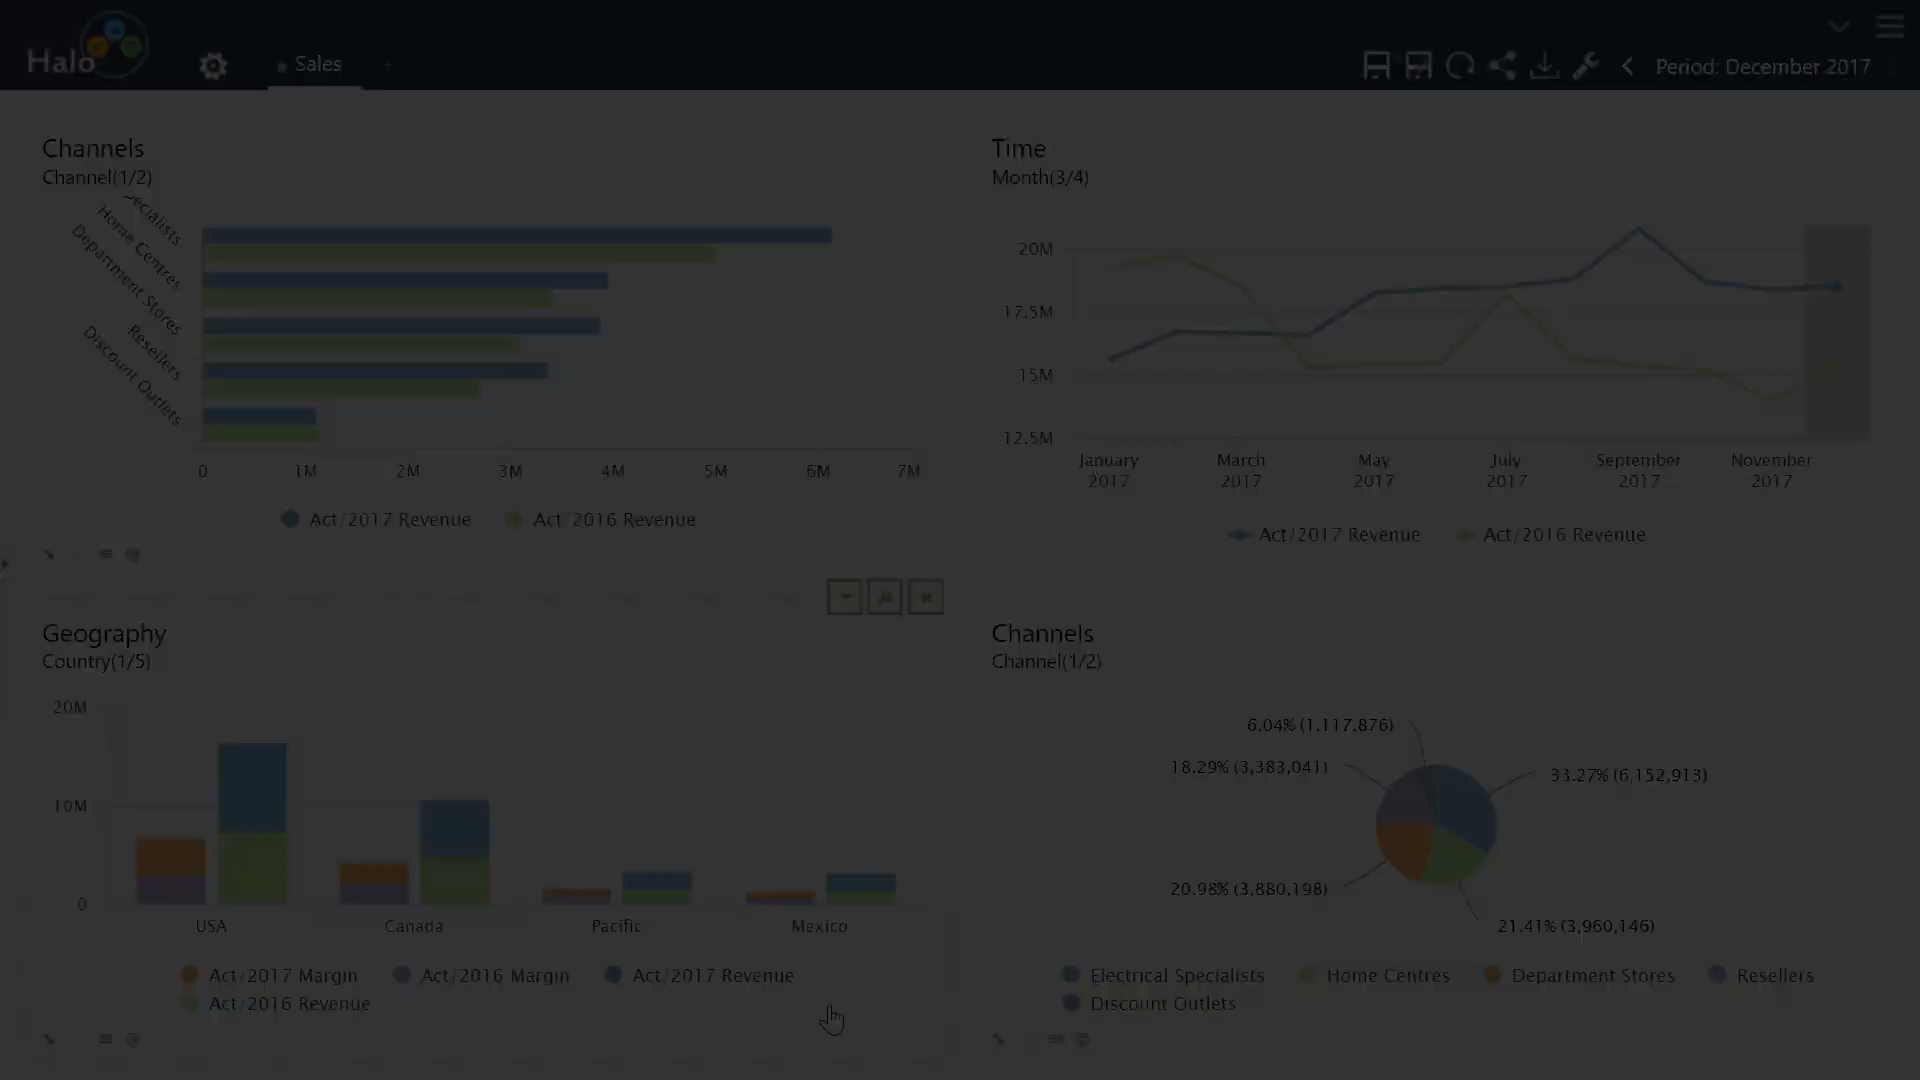 Halo
Sales
+
Period: December 2017
Channels
Channel(1/2)
Home Centres
Department Stores
Resellers
Discount Outlets
0 1M 2M 3M 4M 5M 6M 7M
Act/2017 Revenue Act/2016 Revenue
Time
Month(3/4)
20M
17.5M
15M
12.5M
January March May July September November
2017 2017 2017 2017 2017 2017
Act/2017 Revenue Act/2016 Revenue
Geography
Country(1/5)
20M
10M
0
USA Canada Pacific Mexico
Act/2017 Margin Act/2016 Margin Act/2017 Revenue
Act/2016 Revenue
Channels
Channel(1/2)
6.04% (1,117,876)
18.29% (3,383,041)
33.27% (6,152,913)
20.98% (3,880,198)
21.41% (3,960,146)
Electrical Specialists Home Centres Department Stores Resellers
Discount Outlets